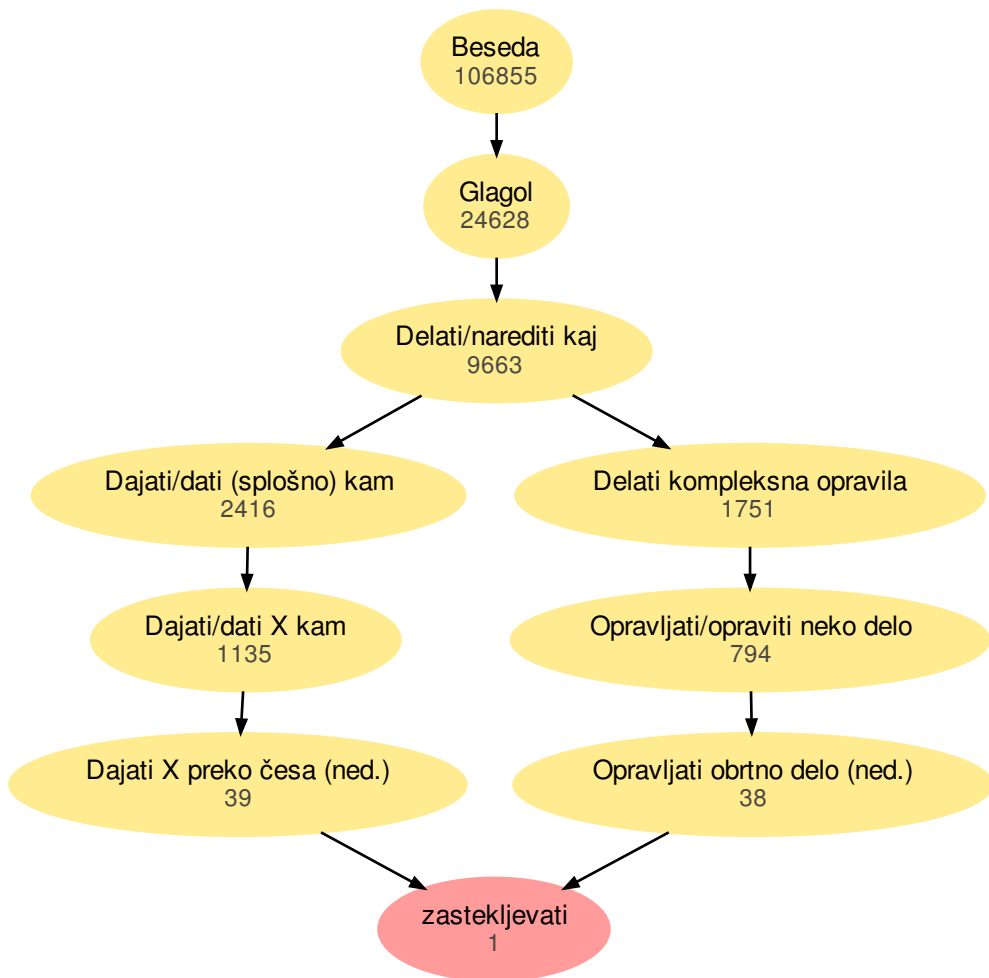 Beseda
106855
Glagol
24628
Delati/narediti kaj
9663
Dajati/dati (splošno) kam
2416
Delati kompleksna opravila
1751
Dajati/dati X kam
1135
Opravljati/opraviti neko delo
794
Dajati X preko česa (ned.)
39
Opravljati obrtno delo (ned.)
38
zastekljevati
1